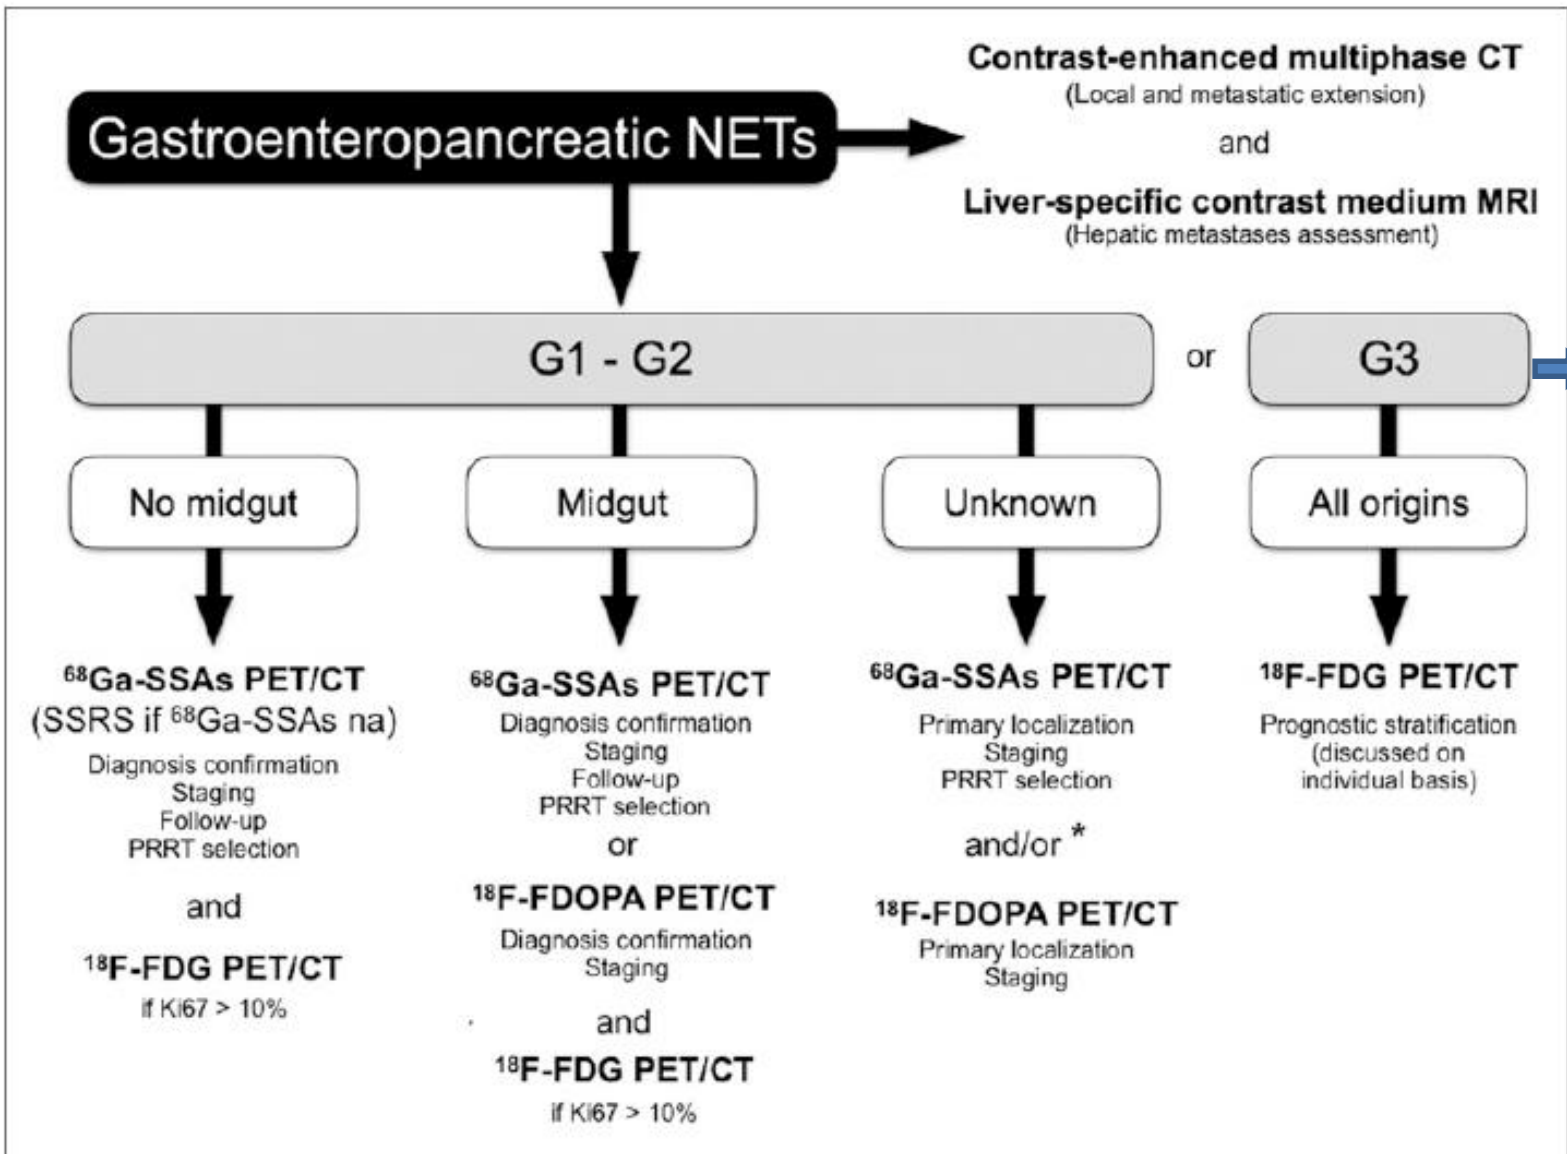 Contrast-enhanced multiphase CT
(Local and metastatic extension)
and
Liver-specific contrast medium MRI
(Hepatic metastases assessment)
Gastroenteropancreatic NETs
G1 - G2
or
G3
No midgut
Midgut
Unknown
All origins
⁶⁸Ga-SSAs PET/CT
(SSRS if ⁶⁸Ga-SSAs na)
Diagnosis confirmation
Staging
Follow-up
PRRT selection
and
¹⁸F-FDG PET/CT
if Ki67 > 10%
⁶⁸Ga-SSAs PET/CT
Diagnosis confirmation
Staging
Follow-up
PRRT selection
or
¹⁸F-FDOPA PET/CT
Diagnosis confirmation
Staging
and
¹⁸F-FDG PET/CT
if Ki67 > 10%
⁶⁸Ga-SSAs PET/CT
Primary localization
Staging
PRRT selection
and/or *
¹⁸F-FDOPA PET/CT
Primary localization
Staging
¹⁸F-FDG PET/CT
Prognostic stratification
(discussed on
individual basis)